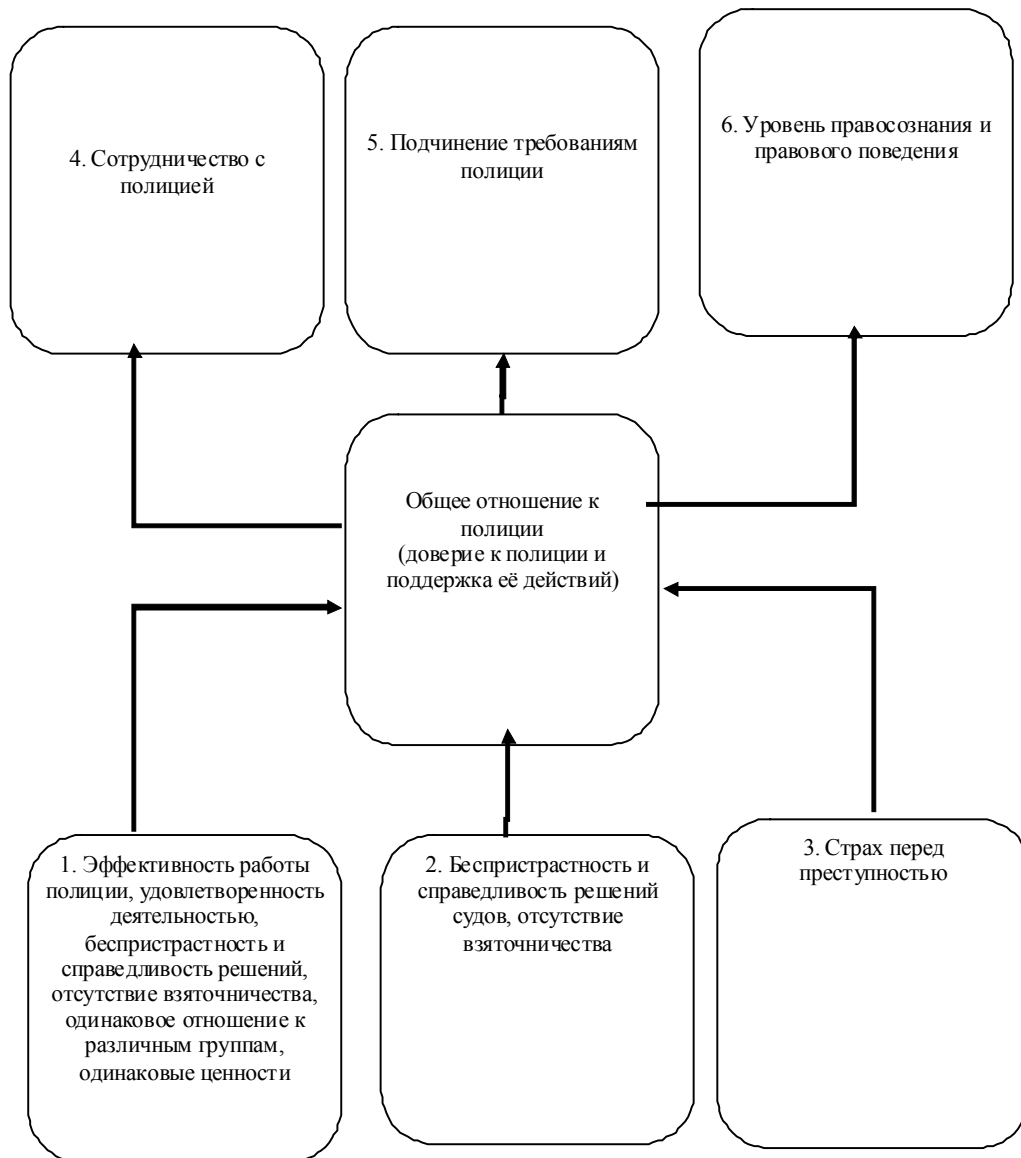 4. Сотрудничество с
полицией
5. Подчинение требованиям
полиции
6. Уровень правосознания и
правового поведения
Общее отношение к
полиции
(доверие к полиции и
поддержка её действий)
1. Эффективность работы
полиции, удовлетворенность
деятельностью,
беспристрастность и
справедливость решений,
отсутствие взяточничества,
одинаковое отношение к
различным группам,
одинаковые ценности
2. Беспристрастность и
справедливость решений
судов, отсутствие
взяточничества
3. Страх перед
преступностью